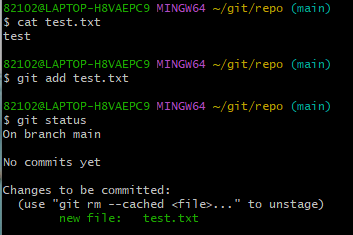 82102@LAPTOP-H8VAEPC9 MINGW64 ~/git/repo (main)
$ cat test.txt
test
82102@LAPTOP-H8VAEPC9 MINGW64 ~/git/repo (main)
$ git add test.txt
82102@LAPTOP-H8VAEPC9 MINGW64 ~/git/repo (main)
$ git status
On branch main
No commits yet
Changes to be committed:
  (use "git rm --cached <file>..." to unstage)
        new file:   test.txt